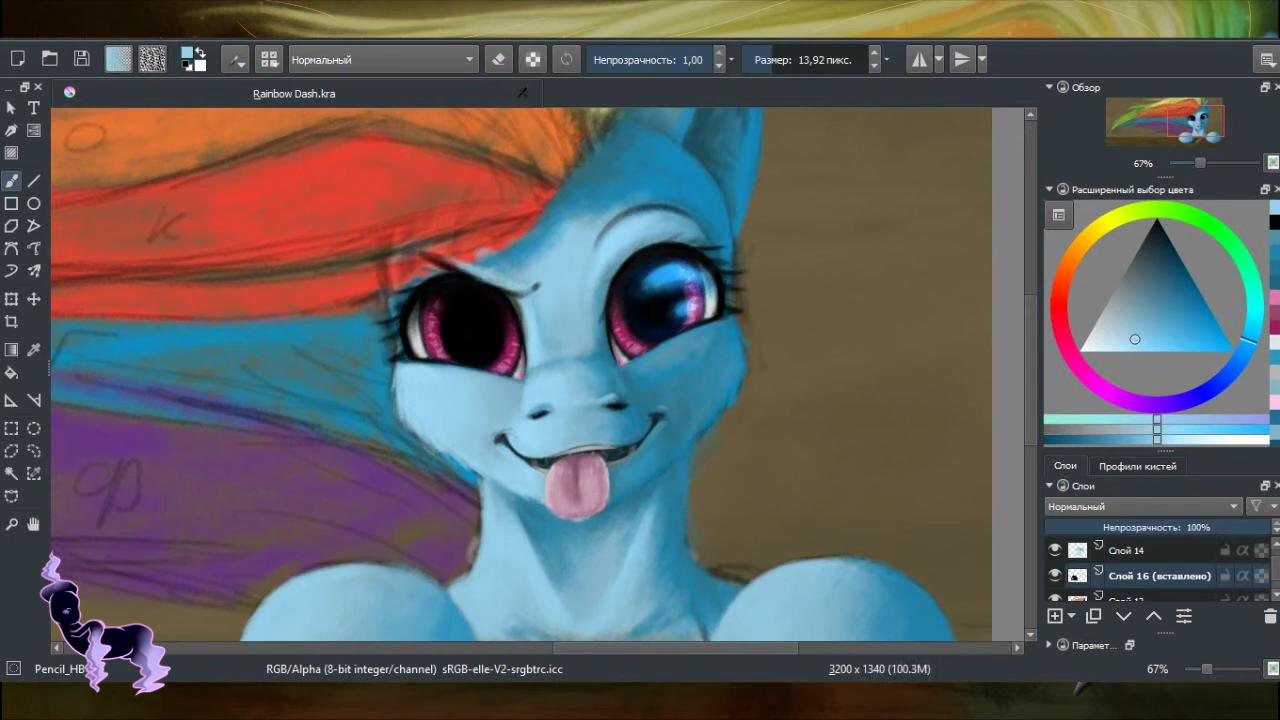 Нормальный
Непрозрачность: 1,00
Размер: 13,92 пикс.
Rainbow Dash.kra
Обзор
67%
Расширенный выбор цвета
Слои
Профили кистей
Слои
Нормальный
Непрозрачность: 100%
Слой 14
Слой 16 (вставлено)
Парамет...
Pencil_HB
RGB/Alpha (8-bit integer/channel) sRGB-elle-V2-srgbtrc.icc
3200 x 1340 (100.3M)
67%